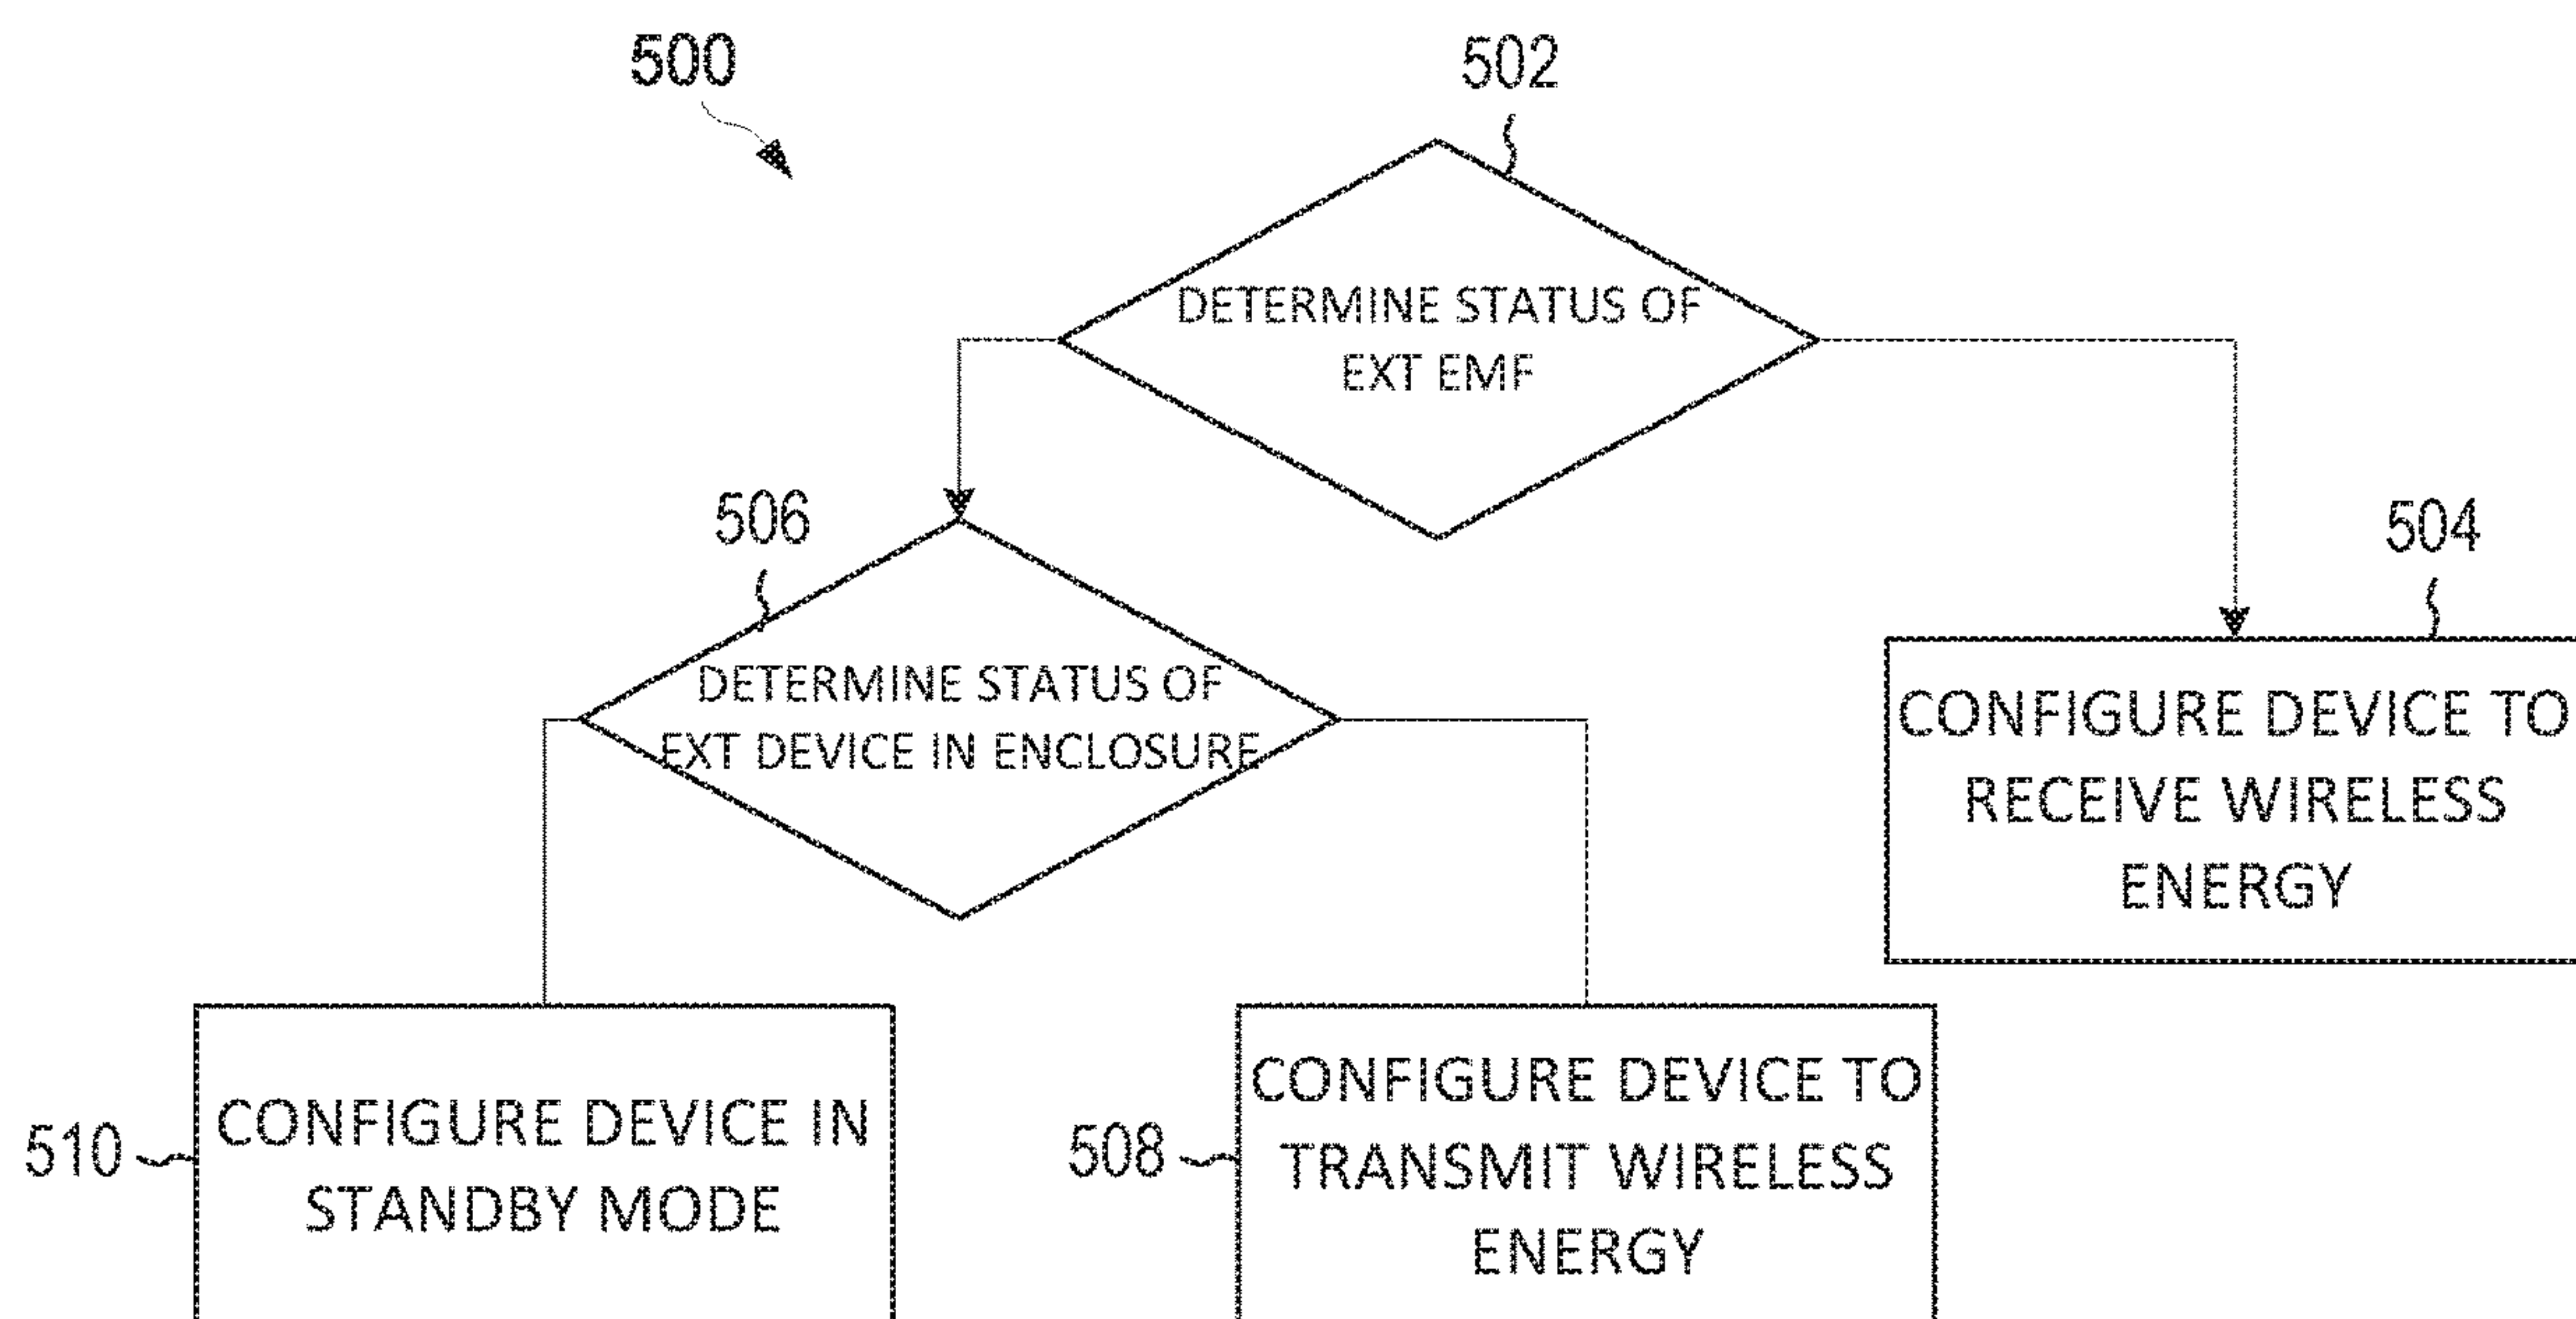 500
502
DETERMINE STATUS OF
EXT EMF
506
504
DETERMINE STATUS OF
EXT DEVICE IN ENCLOSURE
CONFIGURE DEVICE TO
RECEIVE WIRELESS
ENERGY
510
CONFIGURE DEVICE IN
STANDBY MODE
508
CONFIGURE DEVICE TO
TRANSMIT WIRELESS
ENERGY